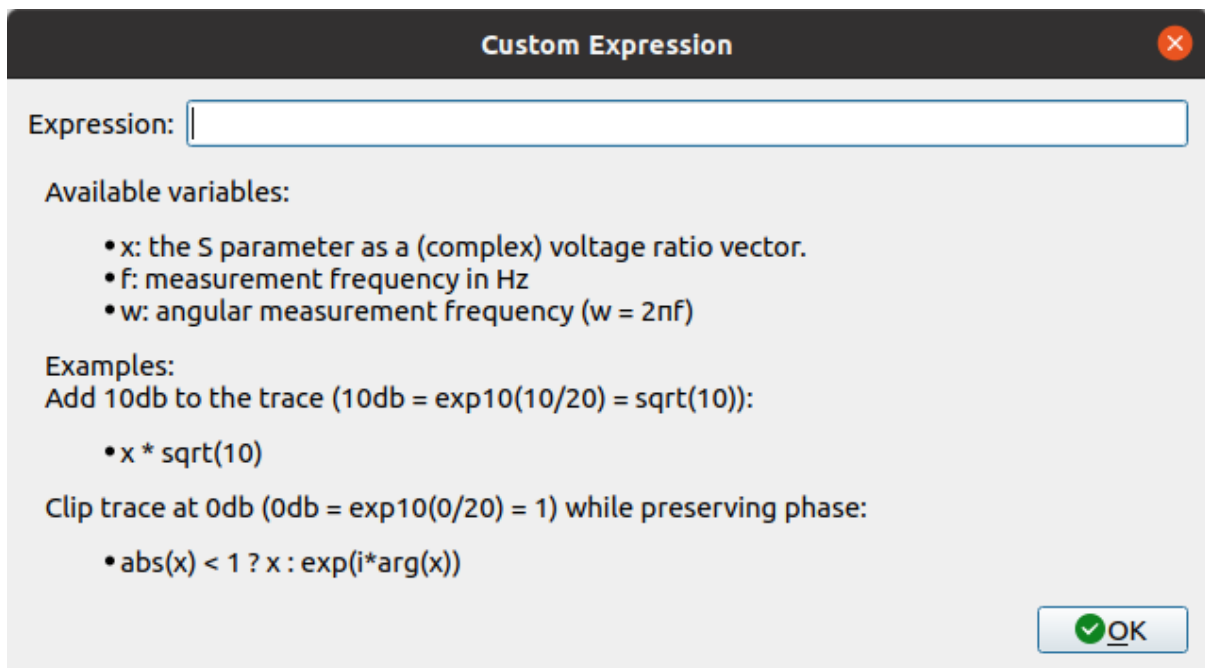 Custom Expression
Expression:
Available variables:
• x: the S parameter as a (complex) voltage ratio vector.
• f: measurement frequency in Hz
• w: angular measurement frequency (w = 2πf)
Examples:
Add 10db to the trace (10db = exp10(10/20) = sqrt(10)):
• x * sqrt(10)
Clip trace at 0db (0db = exp10(0/20) = 1) while preserving phase:
• abs(x) < 1 ? x : exp(i*arg(x))
OK